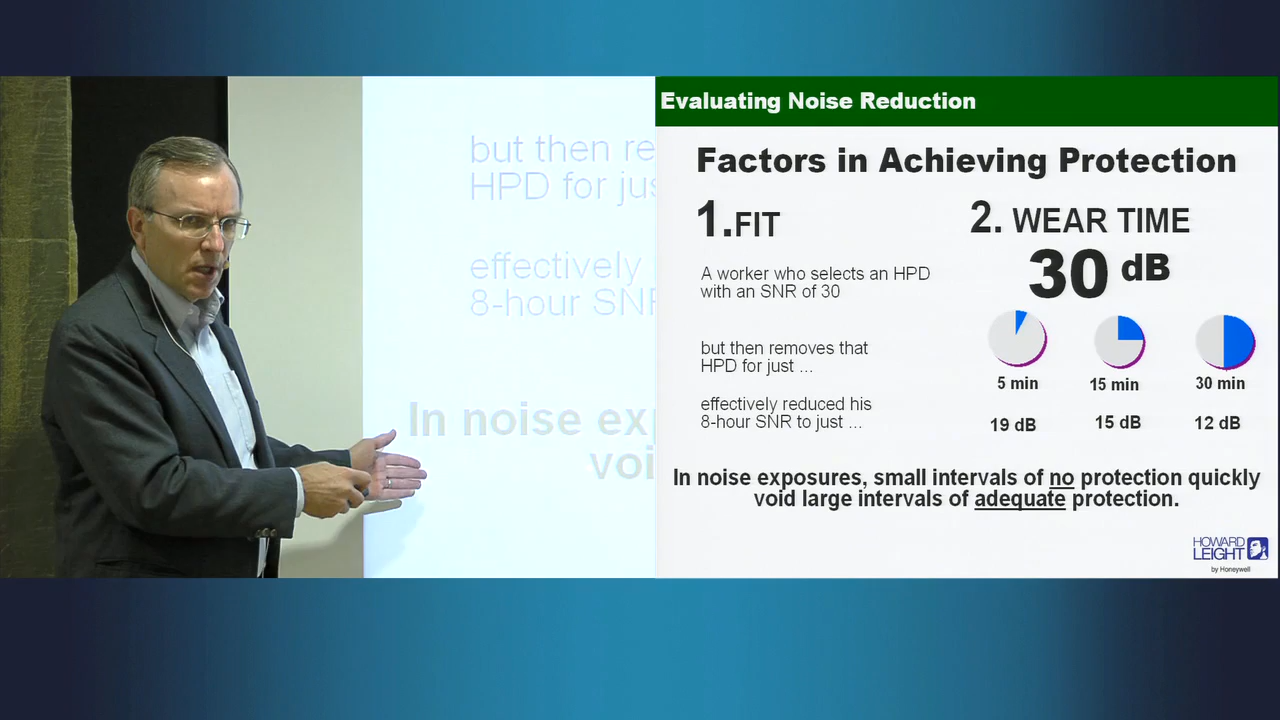 but then re
HPD for jus
effectively
8-hour SNR
In noise exp
voi
Evaluating Noise Reduction
Factors in Achieving Protection
1.FIT
2. WEAR TIME
30 dB
A worker who selects an HPD
with an SNR of 30
but then removes that
HPD for just ...
5 min
15 min
30 min
effectively reduced his
8-hour SNR to just ...
19 dB
15 dB
12 dB
In noise exposures, small intervals of no protection quickly
void large intervals of adequate protection.
HOWARD
LEIGHT
by Honeywell